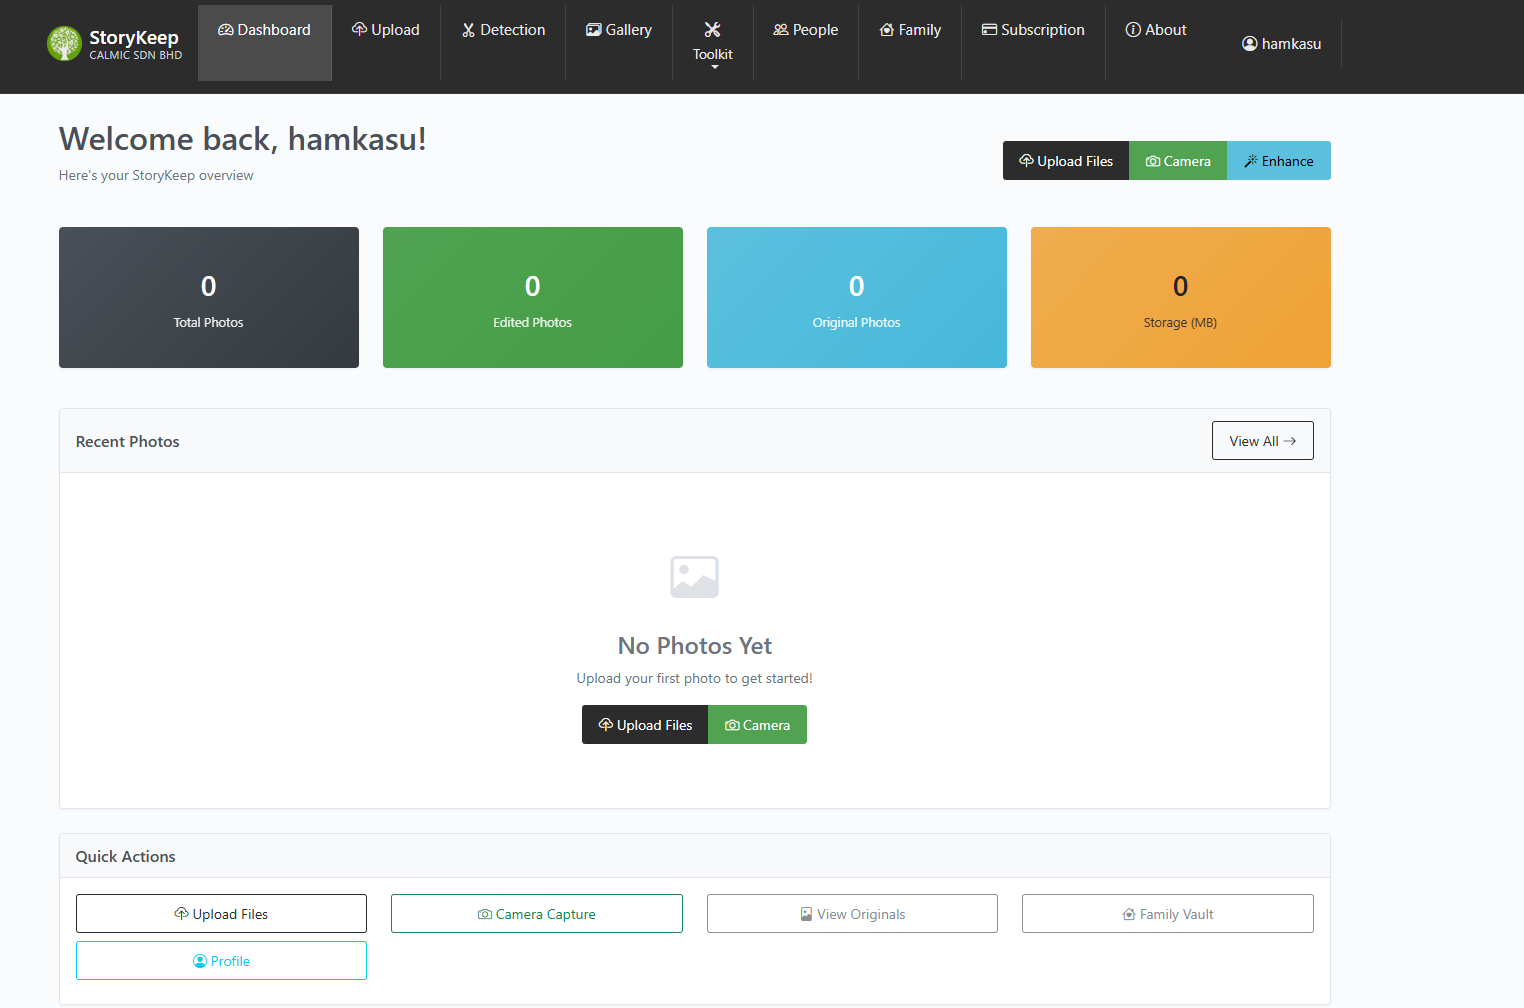 StoryKeep
CALMIC SDN BHD
Dashboard
Upload
Detection
Gallery
Toolkit
People
Family
Subscription
About
hamkasu
Welcome back, hamkasu!
Here's your StoryKeep overview
Upload Files
Camera
Enhance
0
Total Photos
0
Edited Photos
0
Original Photos
0
Storage (MB)
Recent Photos
View All →
No Photos Yet
Upload your first photo to get started!
Upload Files
Camera
Quick Actions
Upload Files
Camera Capture
View Originals
Family Vault
Profile